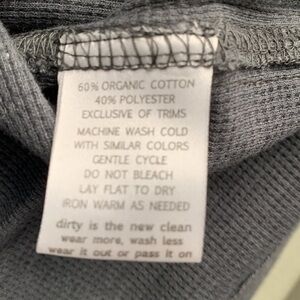 60% ORGANIC COTTON
40% POLYESTER
EXCLUSIVE OF TRIMS
MACHINE WASH COLD
WITH SIMILAR COLORS
GENTLE CYCLE
DO NOT BLEACH
LAY FLAT TO DRY
IRON WARM AS NEEDED
dirty is the new clean
wear more, wash less
wear it out or pass it on